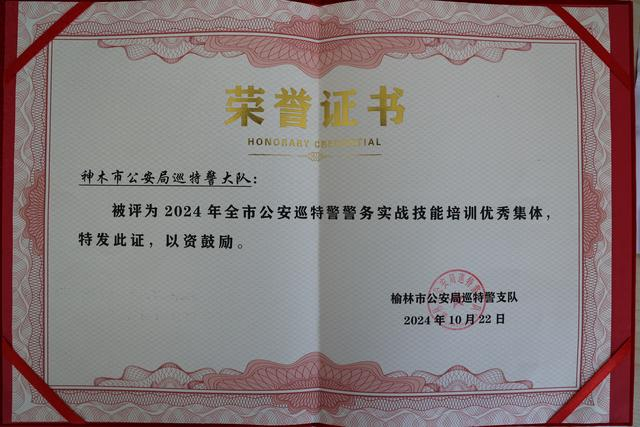 荣誉证书
HONORARY CREDENTIAL
神木市公安局巡特警大队：
被评为2024年全市公安巡特警警务实战技能培训优秀集体，
特发此证，以资鼓励。
榆林市公安局巡特警支队
2024年10月22日